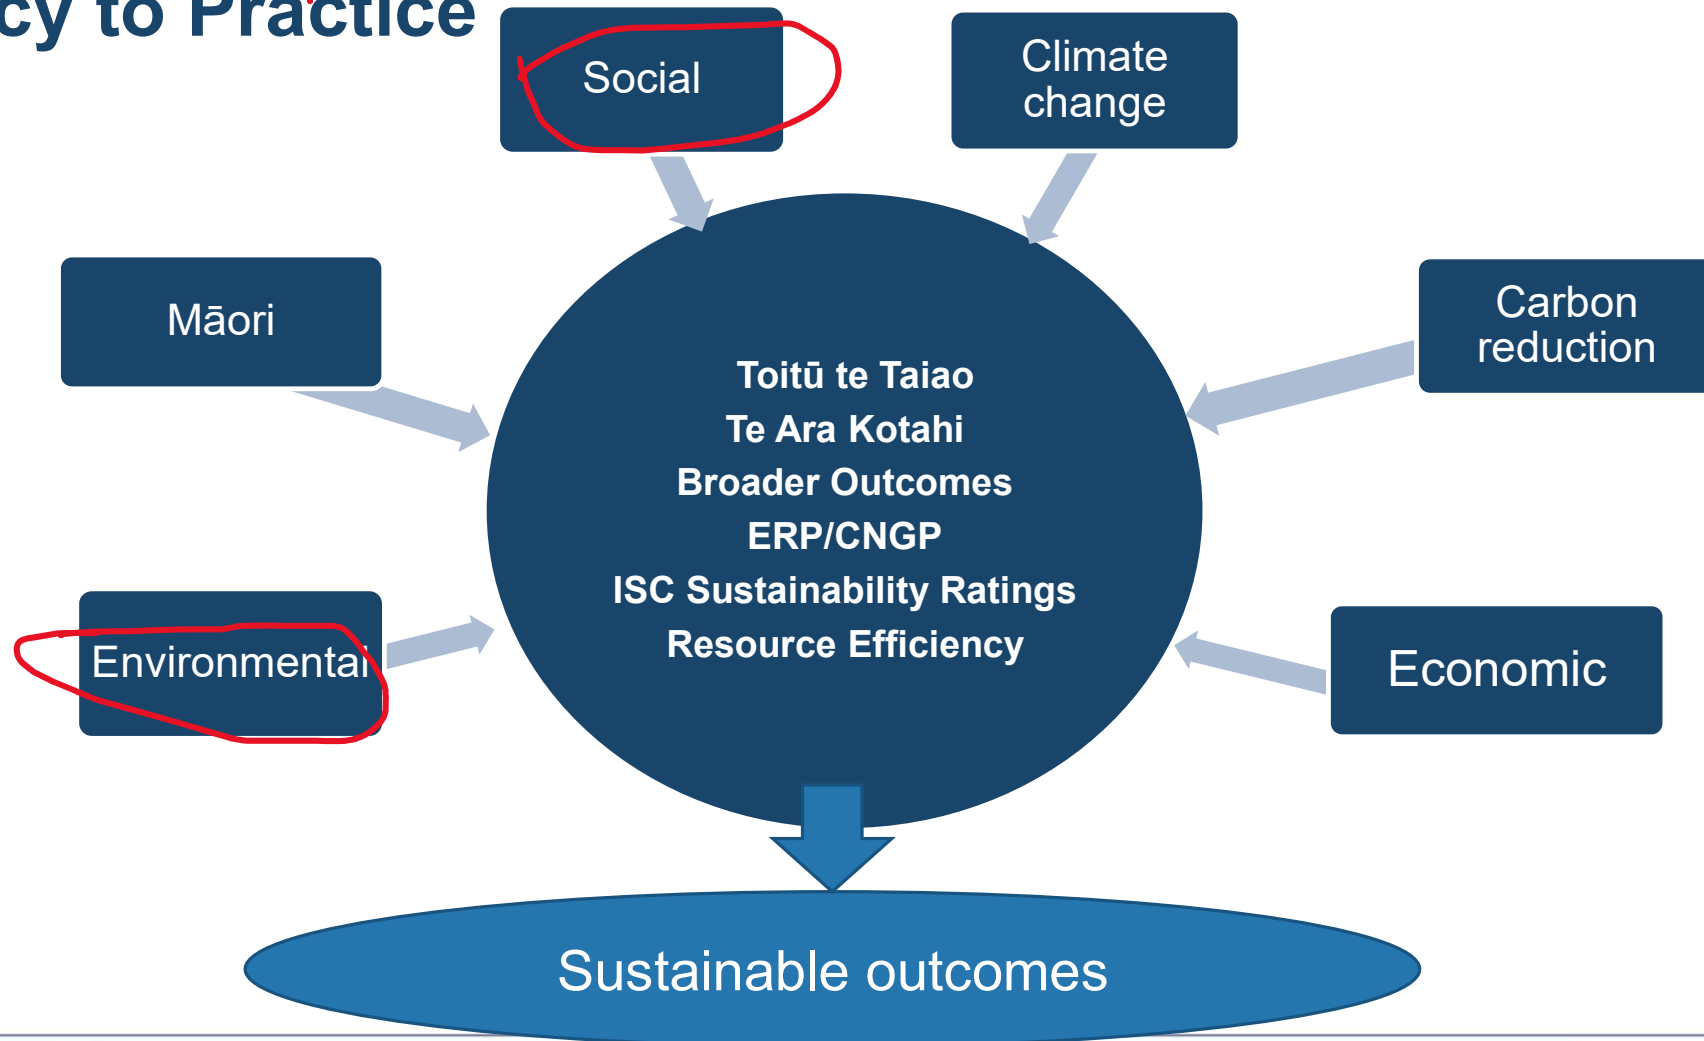 cy to Practice
Social
Climate
change
Māori
Carbon
reduction
Toitū te Taiao
Te Ara Kotahi
Broader Outcomes
ERP/CNGP
ISC Sustainability Ratings
Resource Efficiency
Environmental
Economic
Sustainable outcomes